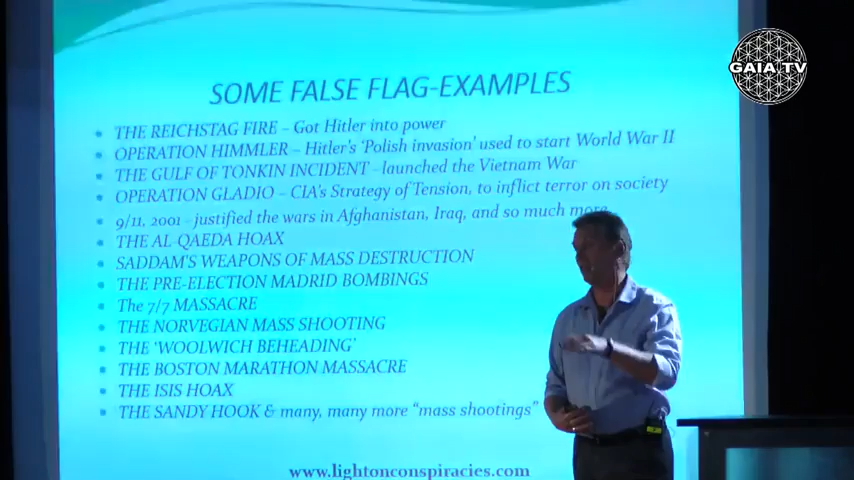 GAIA TV
SOME FALSE FLAG-EXAMPLES
• THE REICHSTAG FIRE – Got Hitler into power
• OPERATION HIMMLER – Hitler's 'Polish invasion' used to start World War II
• THE GULF OF TONKIN INCIDENT – launched the Vietnam War
• OPERATION GLADIO – CIA's Strategy of Tension, to inflict terror on society
• 9/11, 2001 - justified the wars in Afghanistan, Iraq, and so much more
• THE AL-QAEDA HOAX
• SADDAM'S WEAPONS OF MASS DESTRUCTION
• THE PRE-ELECTION MADRID BOMBINGS
• The 7/7 MASSACRE
• THE NORVEGIAN MASS SHOOTING
• THE 'WOOLWICH BEHEADING'
• THE BOSTON MARATHON MASSACRE
• THE ISIS HOAX
• THE SANDY HOOK & many, many more "mass shootings"
www.lightonconspiracies.com